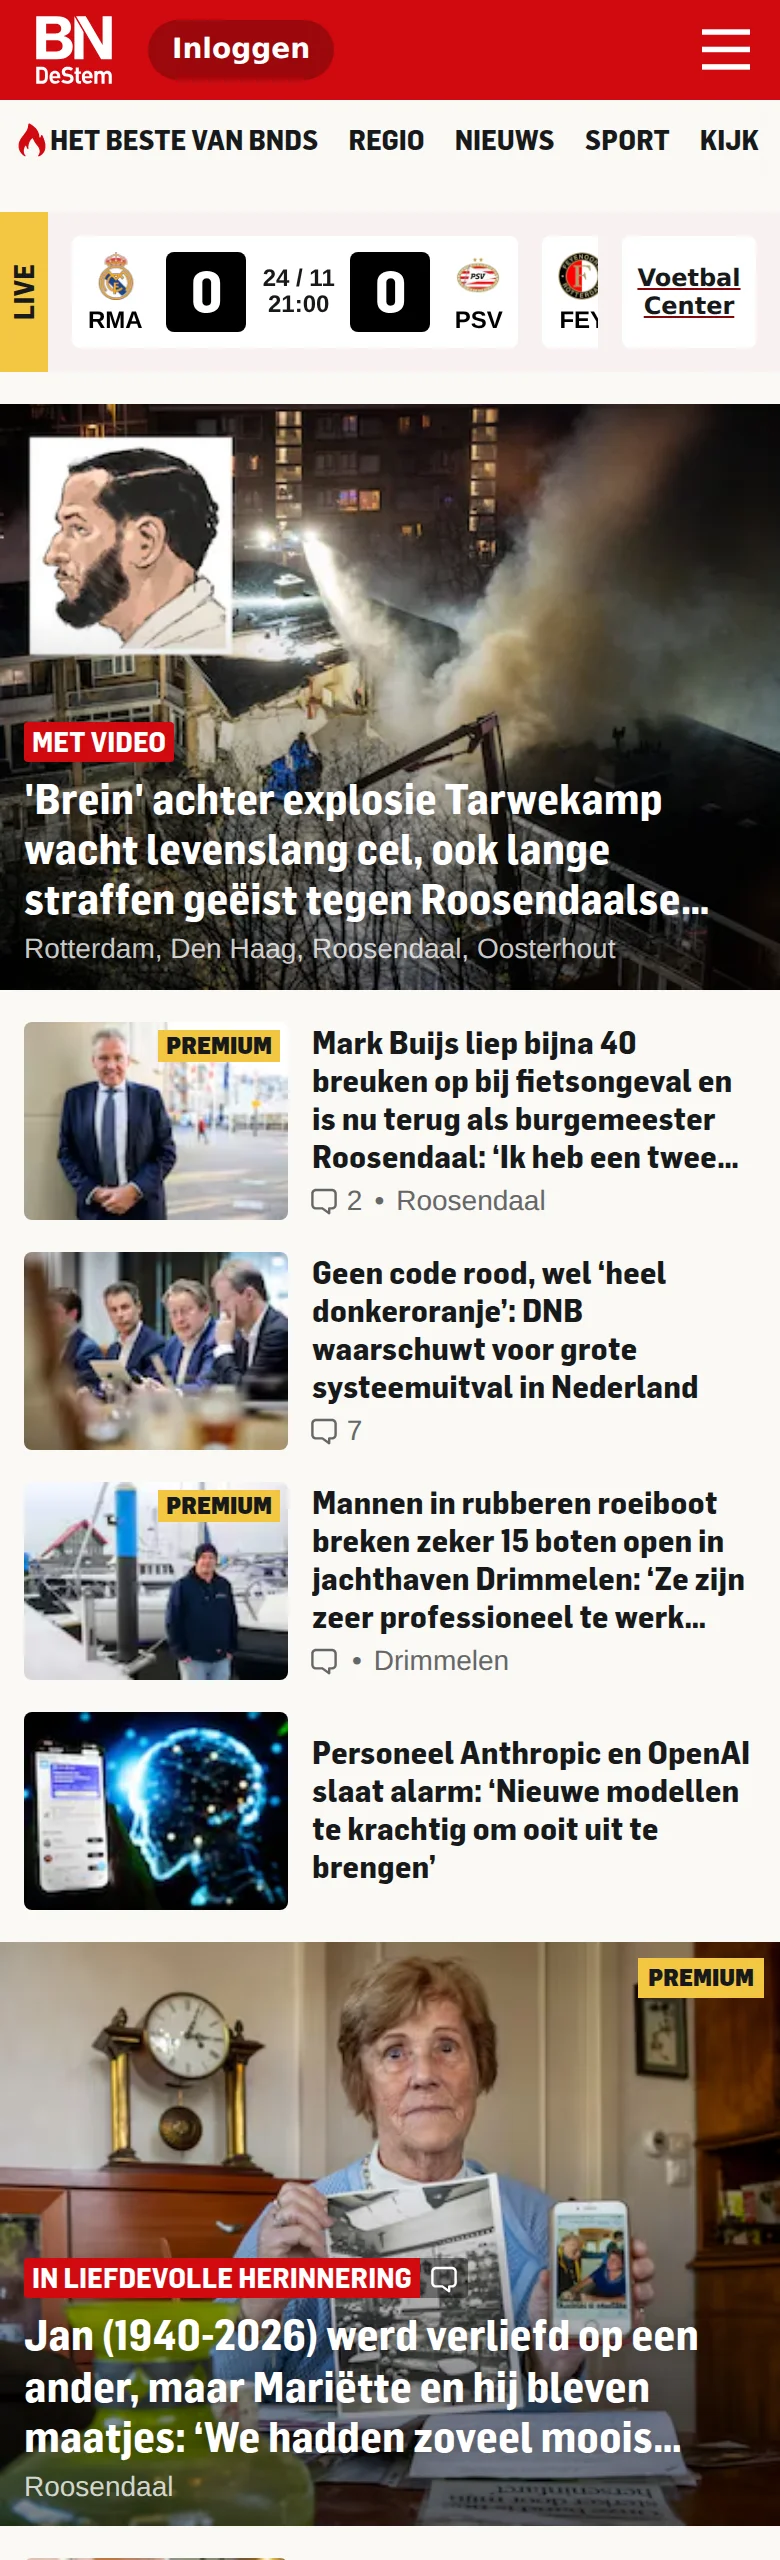 BN
DeStem
Inloggen
HET BESTE VAN BNDS
REGIO
NIEUWS
SPORT
KIJK
LIVE
RMA
0
24 / 11
21:00
0
PSV
PSV
FEY
Voetbal
Center
MET VIDEO
'Brein' achter explosie Tarwekamp
wacht levenslang cel, ook lange
straffen geëist tegen Roosendaalse...
Rotterdam, Den Haag, Roosendaal, Oosterhout
PREMIUM
Mark Buijs liep bijna 40
breuken op bij fietsongeval en
is nu terug als burgemeester
Roosendaal: ‘Ik heb een twee...
2 • Roosendaal
Geen code rood, wel ‘heel
donkeroranje’: DNB
waarschuwt voor grote
systeemuitval in Nederland
7
PREMIUM
Mannen in rubberen roeiboot
breken zeker 15 boten open in
jachthaven Drimmelen: ‘Ze zijn
zeer professioneel te werk...
• Drimmelen
Personeel Anthropic en OpenAI
slaat alarm: ‘Nieuwe modellen
te krachtig om ooit uit te
brengen’
PREMIUM
IN LIEFDEVOLLE HERINNERING
Jan (1940-2026) werd verliefd op een
ander, maar Mariëtte en hij bleven
maatjes: ‘We hadden zoveel moois...
Roosendaal